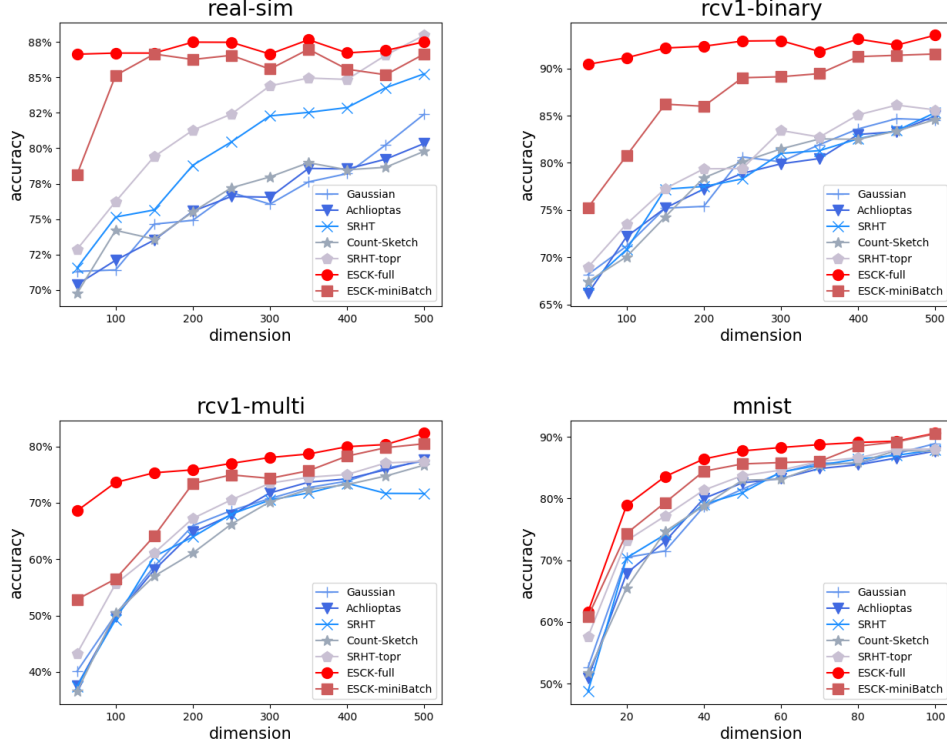 real-sim
88%
85%
82%
80%
78%
75%
72%
70%
accuracy
100
200
300
400
500
dimension
Gaussian
Achlioptas
SRHT
Count-Sketch
SRHT-topr
ESCK-full
ESCK-miniBatch
rcv1-binary
90%
85%
80%
75%
70%
65%
accuracy
100
200
300
400
500
dimension
Gaussian
Achlioptas
SRHT
Count-Sketch
SRHT-topr
ESCK-full
ESCK-miniBatch
rcv1-multi
80%
70%
60%
50%
40%
accuracy
100
200
300
400
500
dimension
Gaussian
Achlioptas
SRHT
Count-Sketch
SRHT-topr
ESCK-full
ESCK-miniBatch
mnist
90%
80%
70%
60%
50%
accuracy
20
40
60
80
100
dimension
Gaussian
Achlioptas
SRHT
Count-Sketch
SRHT-topr
ESCK-full
ESCK-miniBatch